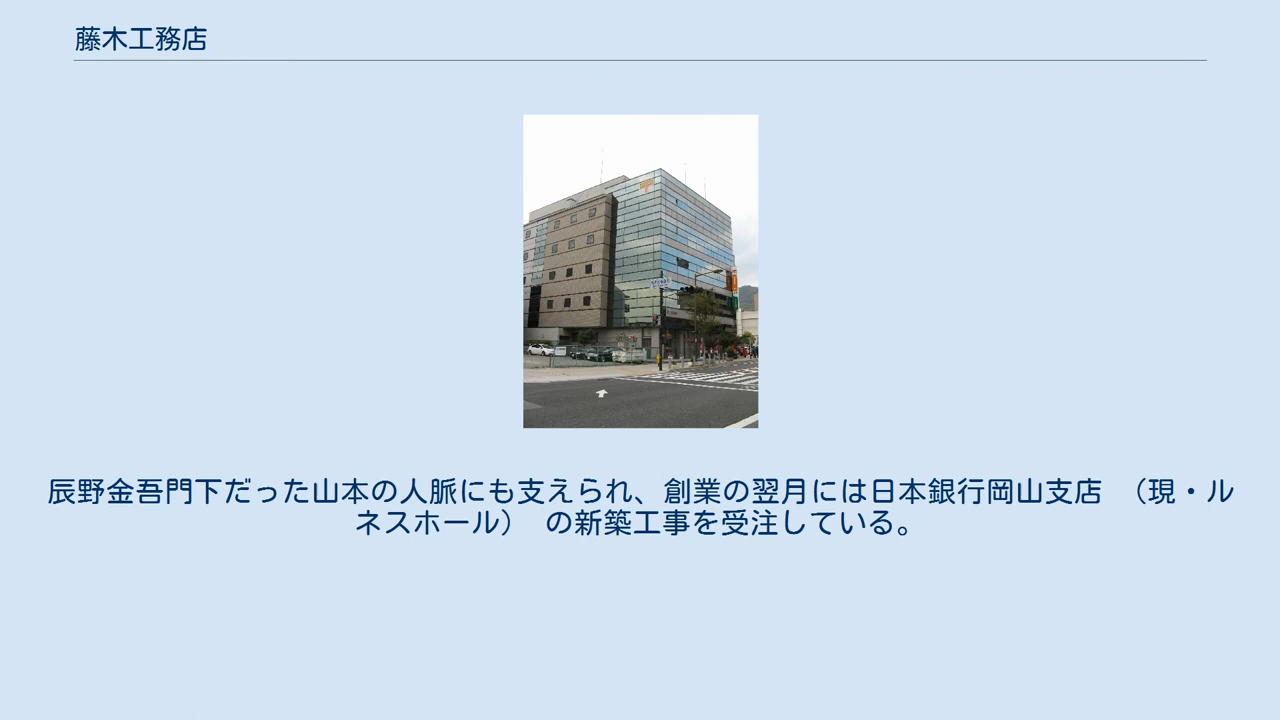 藤木工務店
辰野金吾門下だった山本の人脈にも支えられ、創業の翌月には日本銀行岡山支店　（現・ル
ネスホール）　の新築工事を受注している。